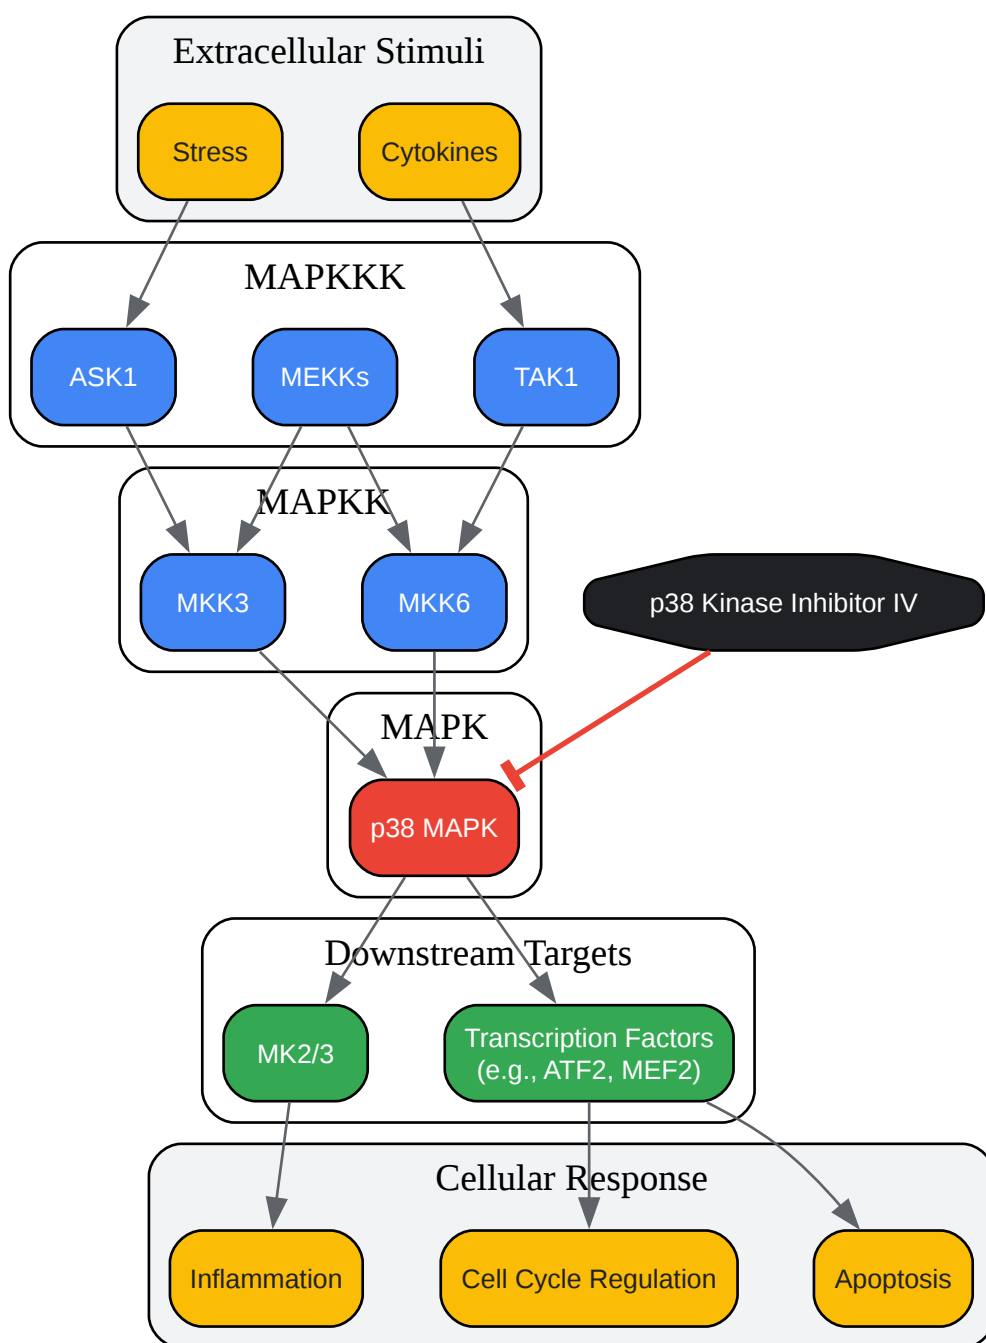 Extracellular Stimuli
Stress
Cytokines
MAPKKK
ASK1
MEKKs
TAK1
MAPKK
MKK3
MKK6
p38 Kinase Inhibitor IV
MAPK
p38 MAPK
Downstream Targets
MK2/3
Transcription Factors
(e.g., ATF2, MEF2)
Cellular Response
Inflammation
Cell Cycle Regulation
Apoptosis